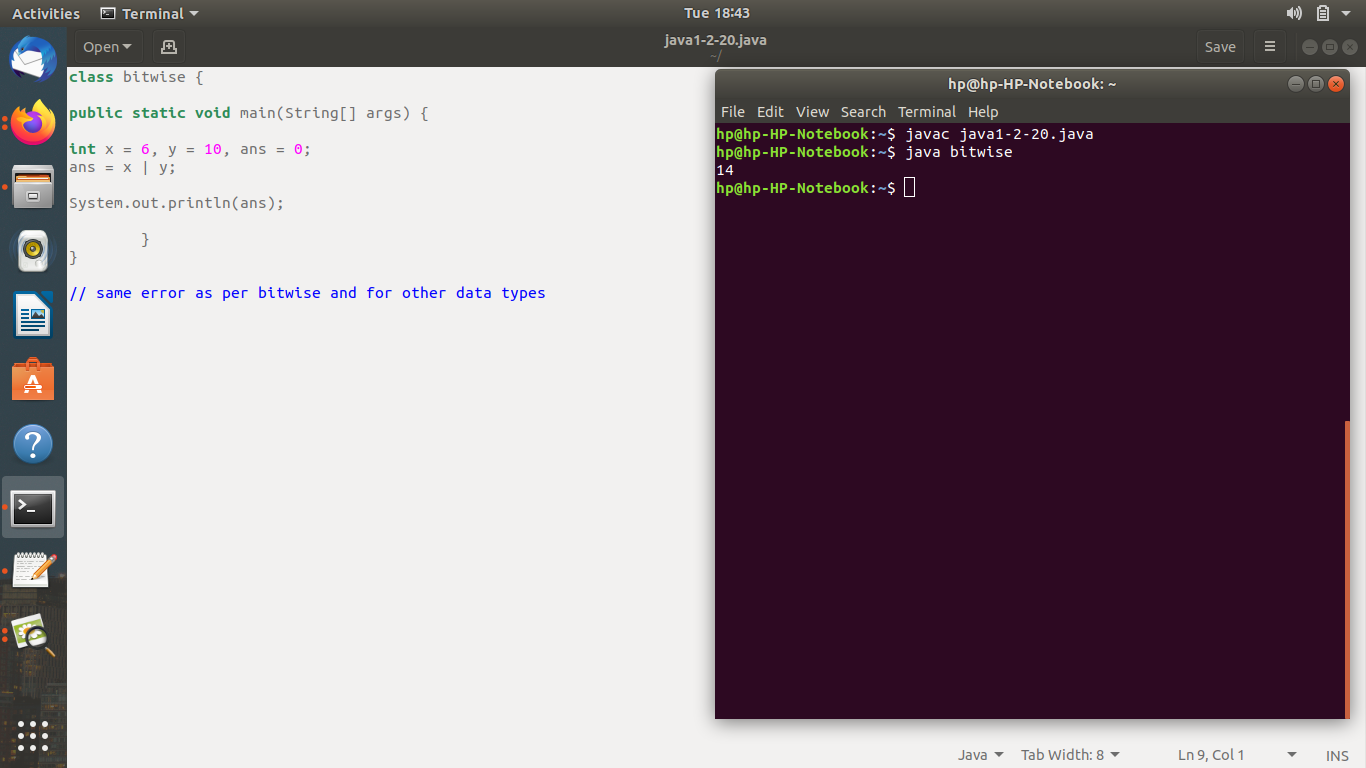 Activities
Terminal
Tue 18:43
Open
java1-2-20.java
~/
Save
class bitwise {
public static void main(String[] args) {
int x = 6, y = 10, ans = 0;
ans = x | y;
System.out.println(ans);
}
}
// same error as per bitwise and for other data types
hp@hp-HP-Notebook: ~
File Edit View Search Terminal Help
hp@hp-HP-Notebook:~$ javac java1-2-20.java
hp@hp-HP-Notebook:~$ java bitwise
14
hp@hp-HP-Notebook:~$
Java
Tab Width: 8
Ln 9, Col 1
INS